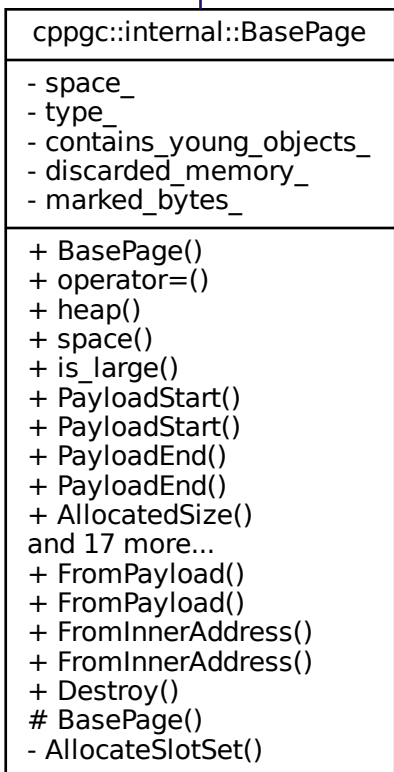 cppgc::internal::BasePage
- space_
- type_
- contains_young_objects_
- discarded_memory_
- marked_bytes_
+ BasePage()
+ operator=()
+ heap()
+ space()
+ is_large()
+ PayloadStart()
+ PayloadStart()
+ PayloadEnd()
+ PayloadEnd()
+ AllocatedSize()
and 17 more...
+ FromPayload()
+ FromPayload()
+ FromInnerAddress()
+ FromInnerAddress()
+ Destroy()
# BasePage()
- AllocateSlotSet()